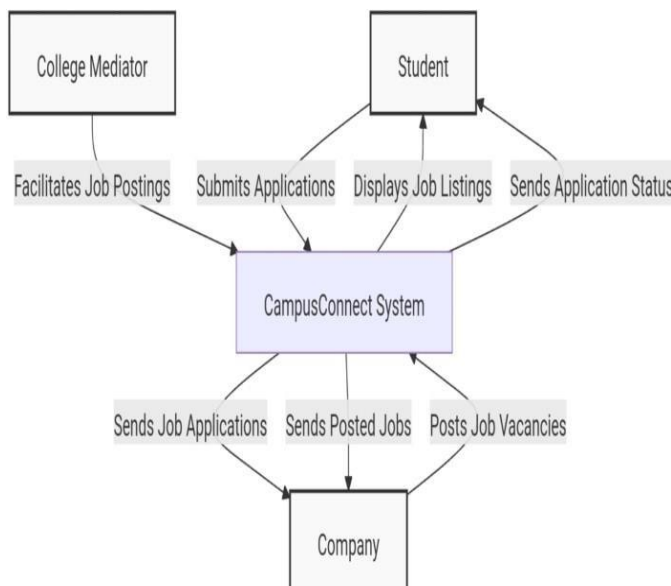 College Mediator
Student
Facilitates Job Postings
Submits Applications
Displays Job Listings
Sends Application Status
CampusConnect System
Sends Job Applications
Sends Posted Jobs
Posts Job Vacancies
Company